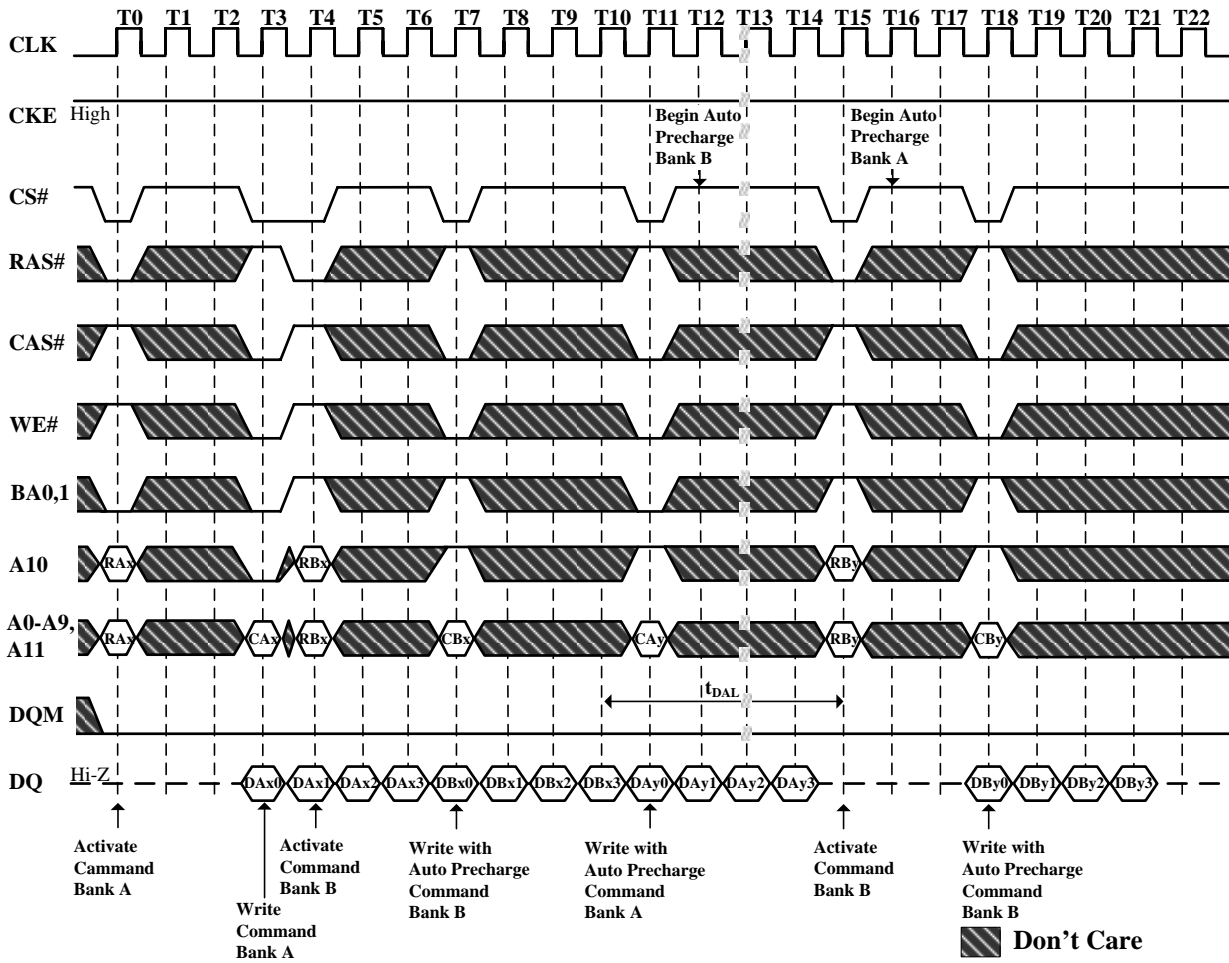 T0 T1 T2 T3 T4 T5 T6 T7 T8 T9 T10 T11 T12 T13 T14 T15 T16 T17 T18 T19 T20 T21 T22
CLK
CKE High
Begin Auto
Precharge
Bank B
Begin Auto
Precharge
Bank A
CS#
RAS#
CAS#
WE#
BA0,1
A10 RAx RBx RBy
A0-A9,
A11
RAx CAx RBx CBx CAy RBy CBy
tDAL
DQM
DQ Hi-Z DAx0 DAx1 DAx2 DAx3 DBx0 DBx1 DBx2 DBx3 DAy0 DAy1 DAy2 DAy3 DBy0 DBy1 DBy2 DBy3
Activate
Cammand
Bank A
Write
Command
Bank A
Activate
Command
Bank B
Write with
Auto Precharge
Command
Bank B
Write with
Auto Precharge
Command
Bank A
Activate
Command
Bank B
Write with
Auto Precharge
Command
Bank B
Don't Care